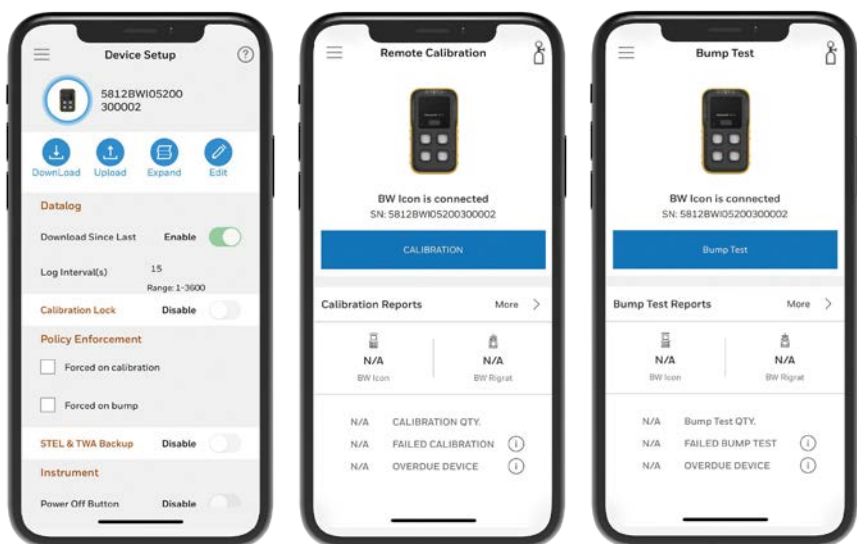 Device Setup
5812BWI05200
300002
DownLoad Upload Expand Edit
Datalog
Download Since Last Enable
Log Interval(s) 15
Range: 1-3600
Calibration Lock Disable
Policy Enforcement
Forced on calibration
Forced on bump
STEL & TWA Backup Disable
Instrument
Power Off Button Disable
Remote Calibration
BW Icon is connected
SN: 5812BWI05200300002
CALIBRATION
Calibration Reports More >
N/A N/A
BW Icon BW Rigrat
N/A CALIBRATION QTY.
N/A FAILED CALIBRATION
N/A OVERDUE DEVICE
Bump Test
BW Icon is connected
SN: 5812BWI05200300002
Bump Test
Bump Test Reports More >
N/A N/A
BW Icon BW Rigrat
N/A Bump Test QTY.
N/A FAILED BUMP TEST
N/A OVERDUE DEVICE